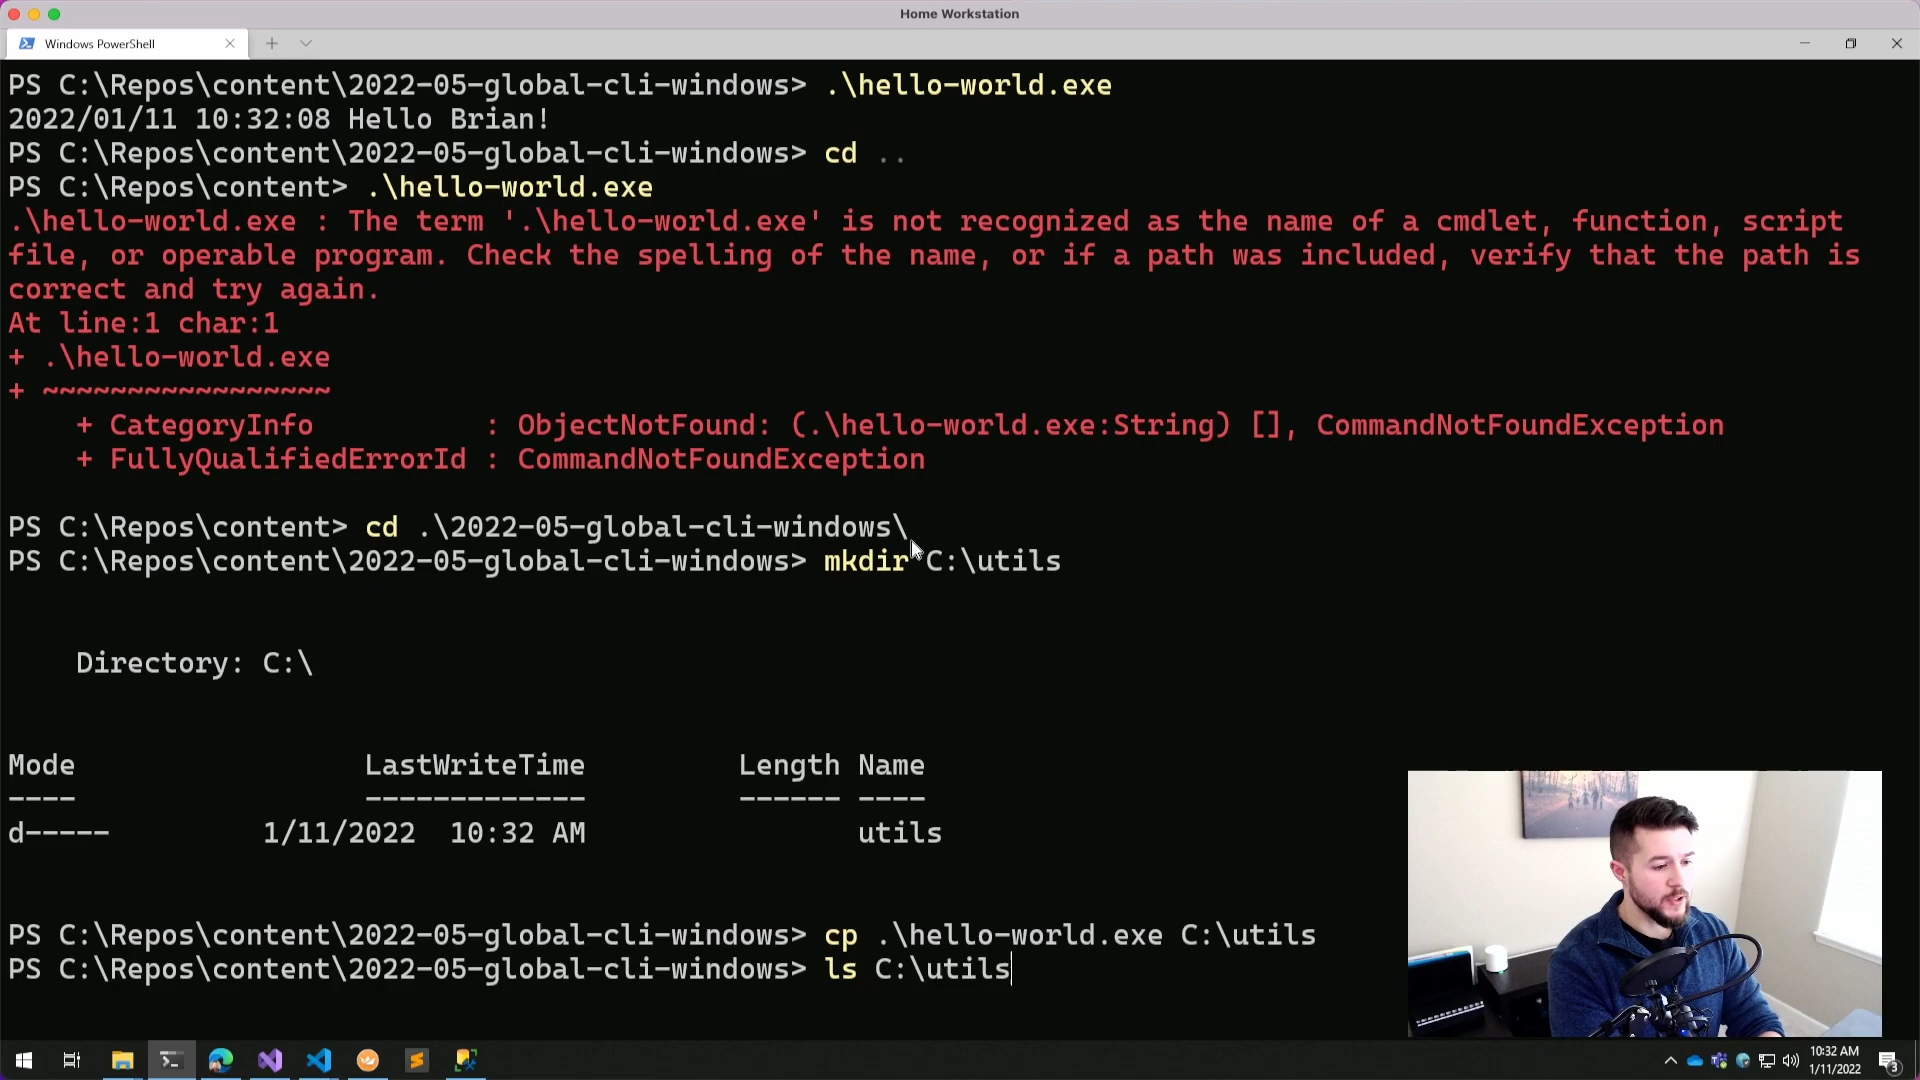 Home Workstation
Windows PowerShell
PS C:\Repos\content\2022-05-global-cli-windows> .\hello-world.exe
2022/01/11 10:32:08 Hello Brian!
PS C:\Repos\content\2022-05-global-cli-windows> cd ..
PS C:\Repos\content> .\hello-world.exe
.\hello-world.exe : The term '.\hello-world.exe' is not recognized as the name of a cmdlet, function, script
file, or operable program. Check the spelling of the name, or if a path was included, verify that the path is
correct and try again.
At line:1 char:1
+ .\hello-world.exe
+ ~~~~~~~~~~~~~~~~~
+ CategoryInfo : ObjectNotFound: (.\hello-world.exe:String) [], CommandNotFoundException
+ FullyQualifiedErrorId : CommandNotFoundException
PS C:\Repos\content> cd .\2022-05-global-cli-windows\
PS C:\Repos\content\2022-05-global-cli-windows> mkdir C:\utils
Directory: C:\
Mode LastWriteTime Length Name
---- ------------- ------ ----
d----- 1/11/2022 10:32 AM utils
PS C:\Repos\content\2022-05-global-cli-windows> cp .\hello-world.exe C:\utils
PS C:\Repos\content\2022-05-global-cli-windows> ls C:\utils
10:32 AM
1/11/2022
3